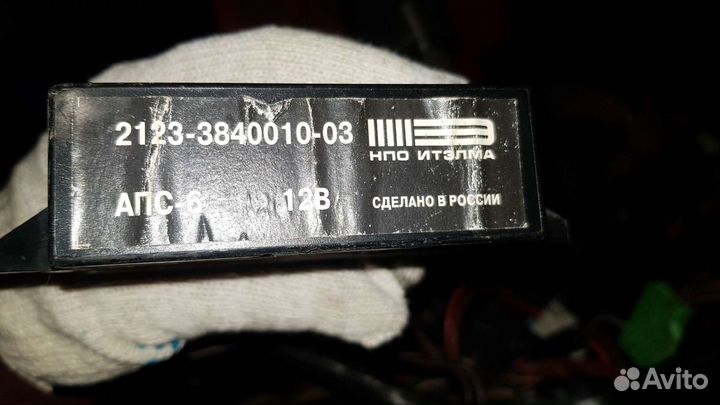 2123-3840010-03
НПО ИТЭЛМА
АПС-6 12В
СДЕЛАНО В РОССИИ
Avito